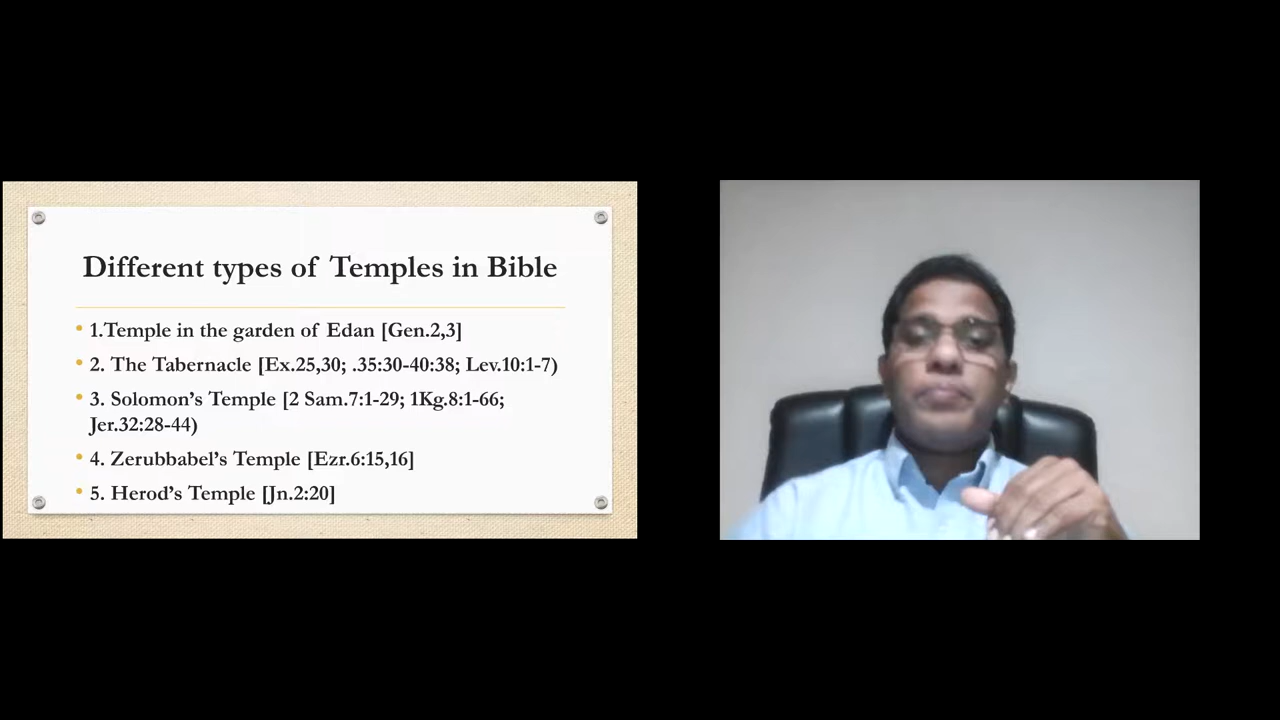 Different types of Temples in Bible
• 1.Temple in the garden of Edan [Gen.2,3]
• 2. The Tabernacle [Ex.25,30; .35:30-40:38; Lev.10:1-7)
• 3. Solomon’s Temple [2 Sam.7:1-29; 1Kg.8:1-66;
Jer.32:28-44)
• 4. Zerubbabel’s Temple [Ezr.6:15,16]
• 5. Herod’s Temple [Jn.2:20]